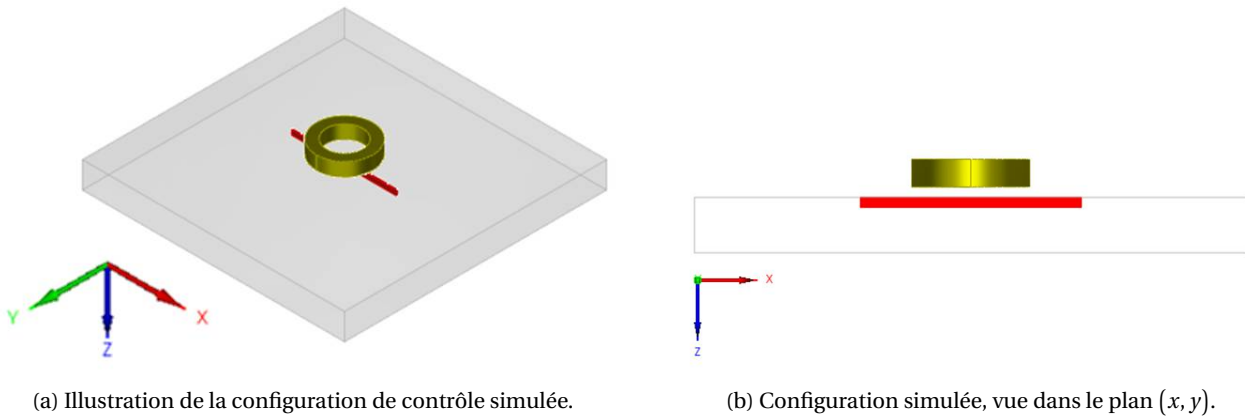 Y
X
Z
X
Z
(a) Illustration de la configuration de contrôle simulée.
(b) Configuration simulée, vue dans le plan (x, y).